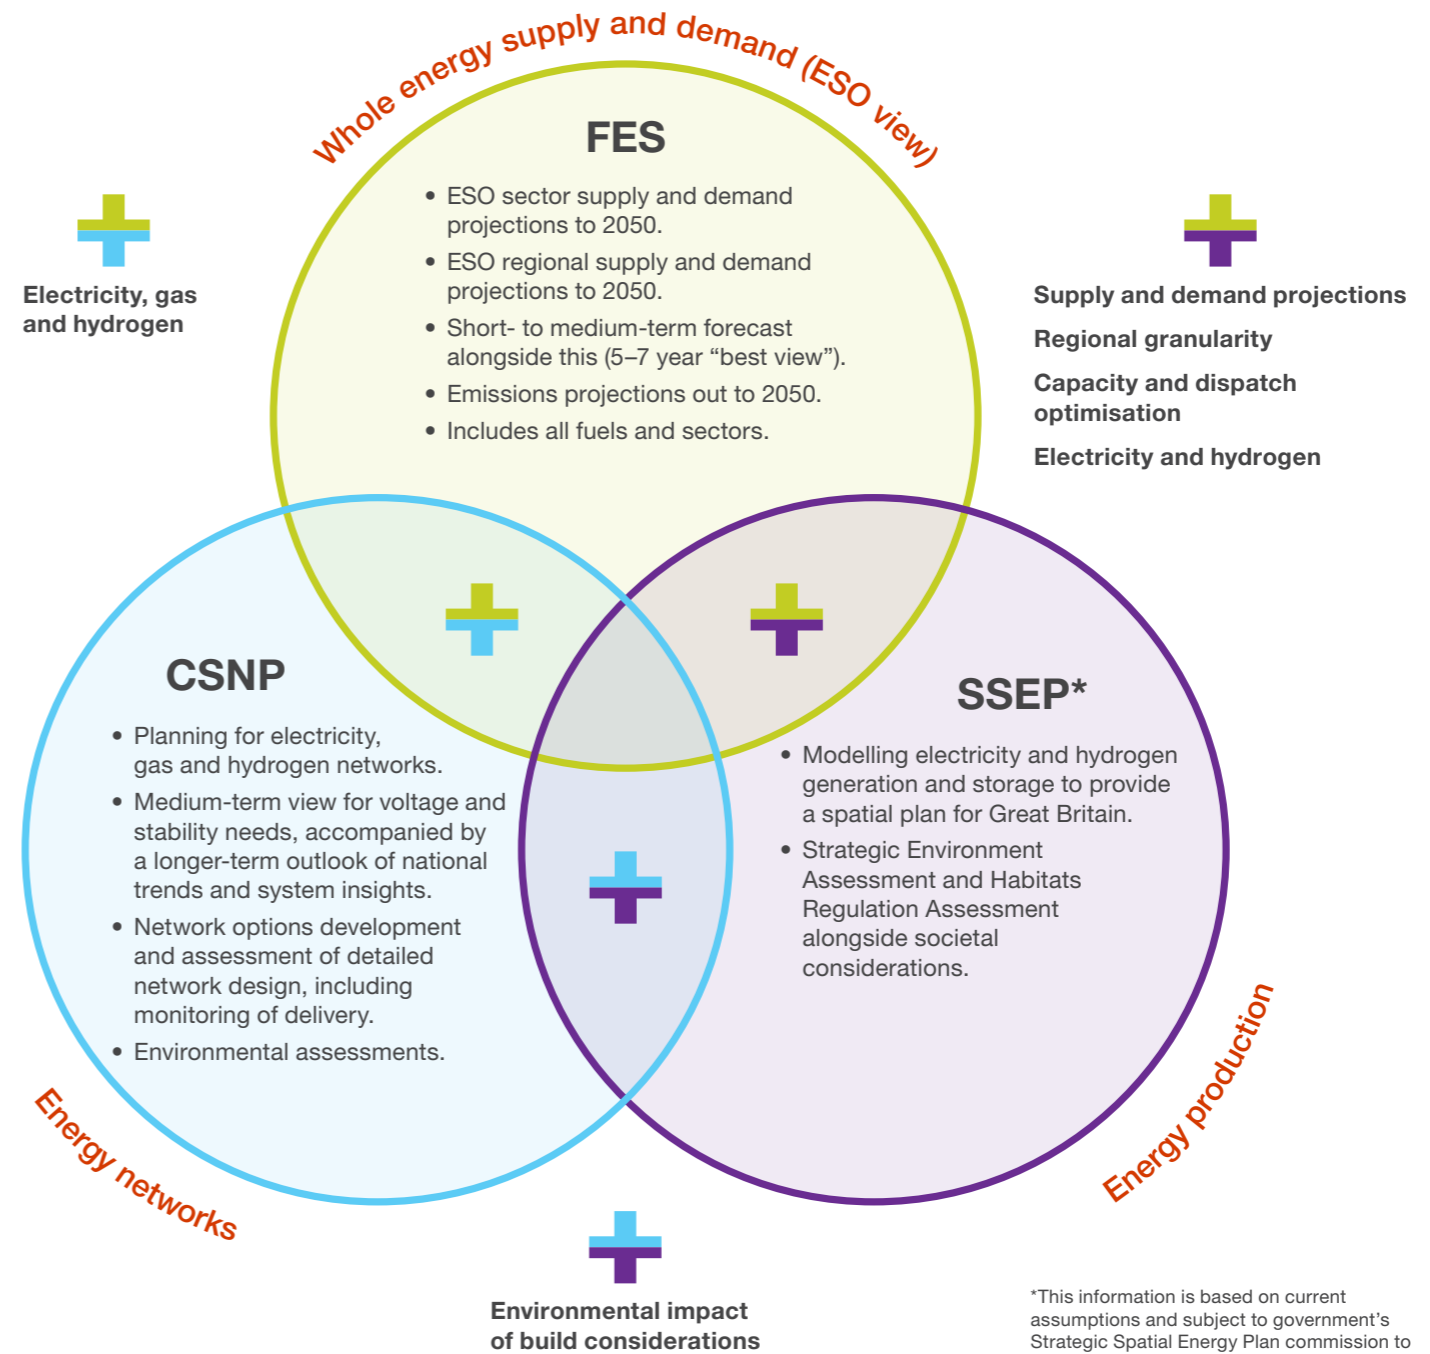 Whole energy supply and demand (ESO view)
FES
• ESO sector supply and demand
projections to 2050.
• ESO regional supply and demand
projections to 2050.
• Short- to medium-term forecast
alongside this (5–7 year “best view”).
• Emissions projections out to 2050.
• Includes all fuels and sectors.
Electricity, gas
and hydrogen
Supply and demand projections
Regional granularity
Capacity and dispatch
optimisation
Electricity and hydrogen
CSNP
• Planning for electricity,
gas and hydrogen networks.
• Medium-term view for voltage and
stability needs, accompanied by
a longer-term outlook of national
trends and system insights.
• Network options development
and assessment of detailed
network design, including
monitoring of delivery.
• Environmental assessments.
Energy networks
SSEP*
• Modelling electricity and hydrogen
generation and storage to provide
a spatial plan for Great Britain.
• Strategic Environment
Assessment and Habitats
Regulation Assessment
alongside societal
considerations.
Energy production
Environmental impact
of build considerations
*This information is based on current
assumptions and subject to government’s
Strategic Spatial Energy Plan commission to